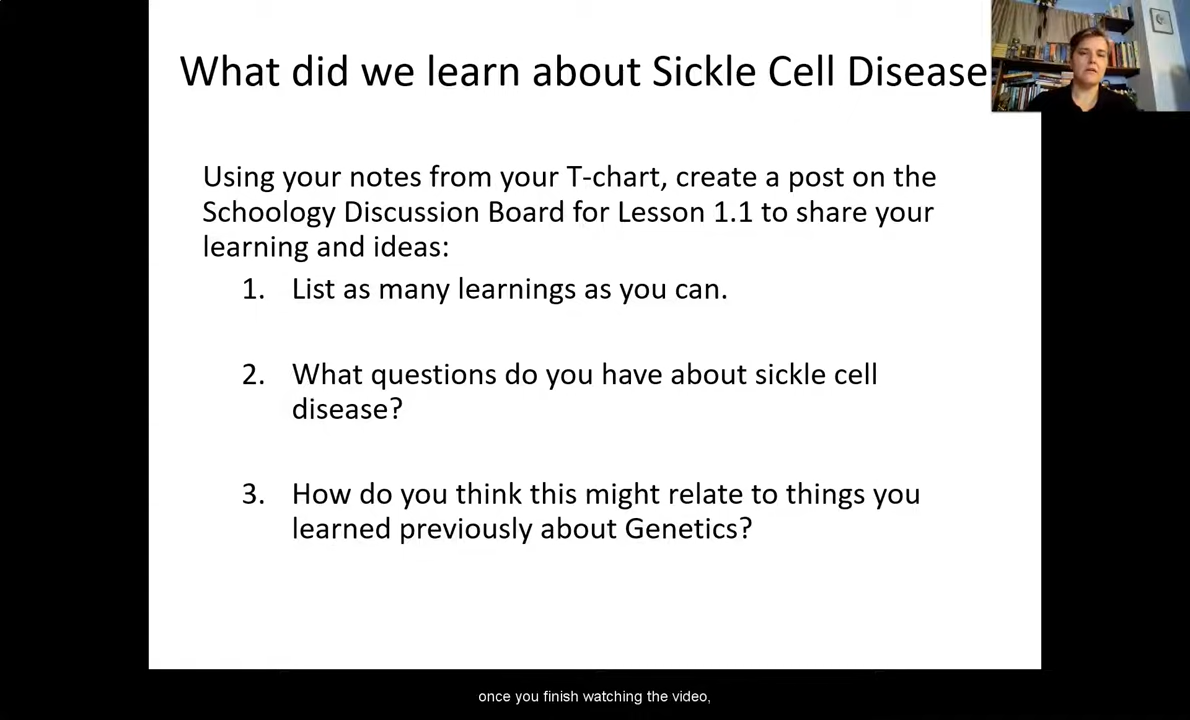 What did we learn about Sickle Cell Disease
Using your notes from your T-chart, create a post on the
Schoology Discussion Board for Lesson 1.1 to share your
learning and ideas:
1. List as many learnings as you can.
2. What questions do you have about sickle cell
disease?
3. How do you think this might relate to things you
learned previously about Genetics?
once you finish watching the video,